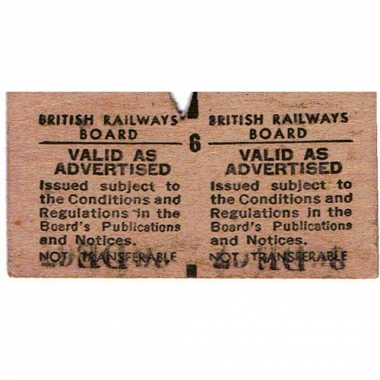 BRITISH RAILWAYS
BOARD
VALID AS
ADVERTISED
Issued subject to
the Conditions and
Regulations in the
Board's Publications
and Notices.
NOT TRANSFERABLE
6
BRITISH RAILWAYS
BOARD
VALID AS
ADVERTISED
Issued subject to
the Conditions and
Regulations in the
Board's Publications
and Notices.
NOT TRANSFERABLE